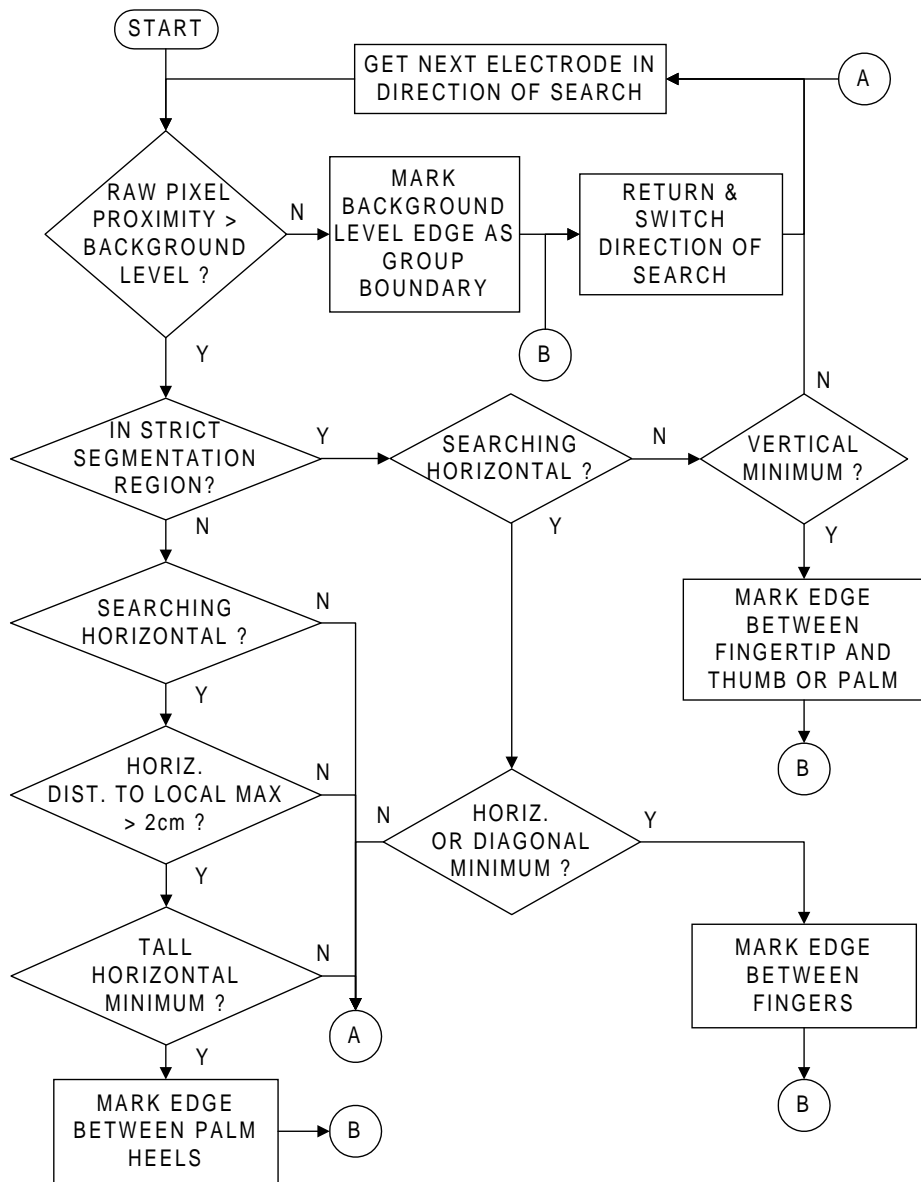 START
GET NEXT ELECTRODE IN
DIRECTION OF SEARCH
A
RAW PIXEL
PROXIMITY >
BACKGROUND
LEVEL ?
N
MARK
BACKGROUND
LEVEL EDGE AS
GROUP
BOUNDARY
RETURN &
SWITCH
DIRECTION OF
SEARCH
B
Y
N
IN STRICT
SEGMENTATION
REGION?
Y
SEARCHING
HORIZONTAL ?
N
VERTICAL
MINIMUM ?
N
Y
Y
SEARCHING
HORIZONTAL ?
N
MARK EDGE
BETWEEN
FINGERTIP AND
THUMB OR PALM
Y
B
HORIZ.
DIST. TO LOCAL MAX
> 2cm ?
N
N
HORIZ.
OR DIAGONAL
MINIMUM ?
Y
Y
TALL
HORIZONTAL
MINIMUM ?
N
MARK EDGE
BETWEEN
FINGERS
A
Y
MARK EDGE
BETWEEN PALM
HEELS
B
B